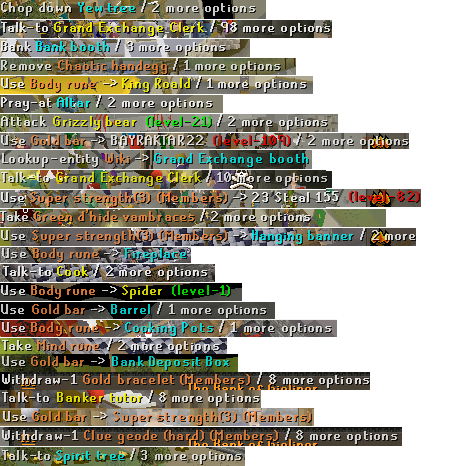 Chop down Yew tree / 2 more options
Talk-to Grand Exchange Clerk / 98 more options
Bank Bank booth / 3 more options
Remove Chaotic handegg / 1 more options
Use Body rune -> King Roald / 1 more options
Pray-at Altar / 2 more options
Attack Grizzly bear (level-21) / 2 more options
Use Gold bar -> BAYRAKTAR22 (level-104) / 2 more options
Lookup-entity Wiki -> Grand Exchange booth
Talk-to Grand Exchange Clerk / 10 more options
Use Super strength(3) (Members) -> 23 Steal 155 (level-82)
Take Green d'hide vambraces / 2 more options
Use Super strength(3) (Members) -> Hanging banner / 2 more
Use Body rune -> Fireplace
Talk-to Cook / 2 more options
Use Body rune -> Spider (level-1)
Use Gold bar -> Barrel / 1 more options
Use Body rune -> Cooking Pots / 1 more options
Take Mind rune / 2 more options
Use Gold bar -> Bank Deposit Box
Withdraw-1 Gold bracelet (Members) / 8 more options
Talk-to Banker tutor / 8 more options
Use Gold bar -> Super strength(3) (Members)
Withdraw-1 Clue geode (hard) (Members) / 8 more options
Talk-to Spirit tree / 3 more options